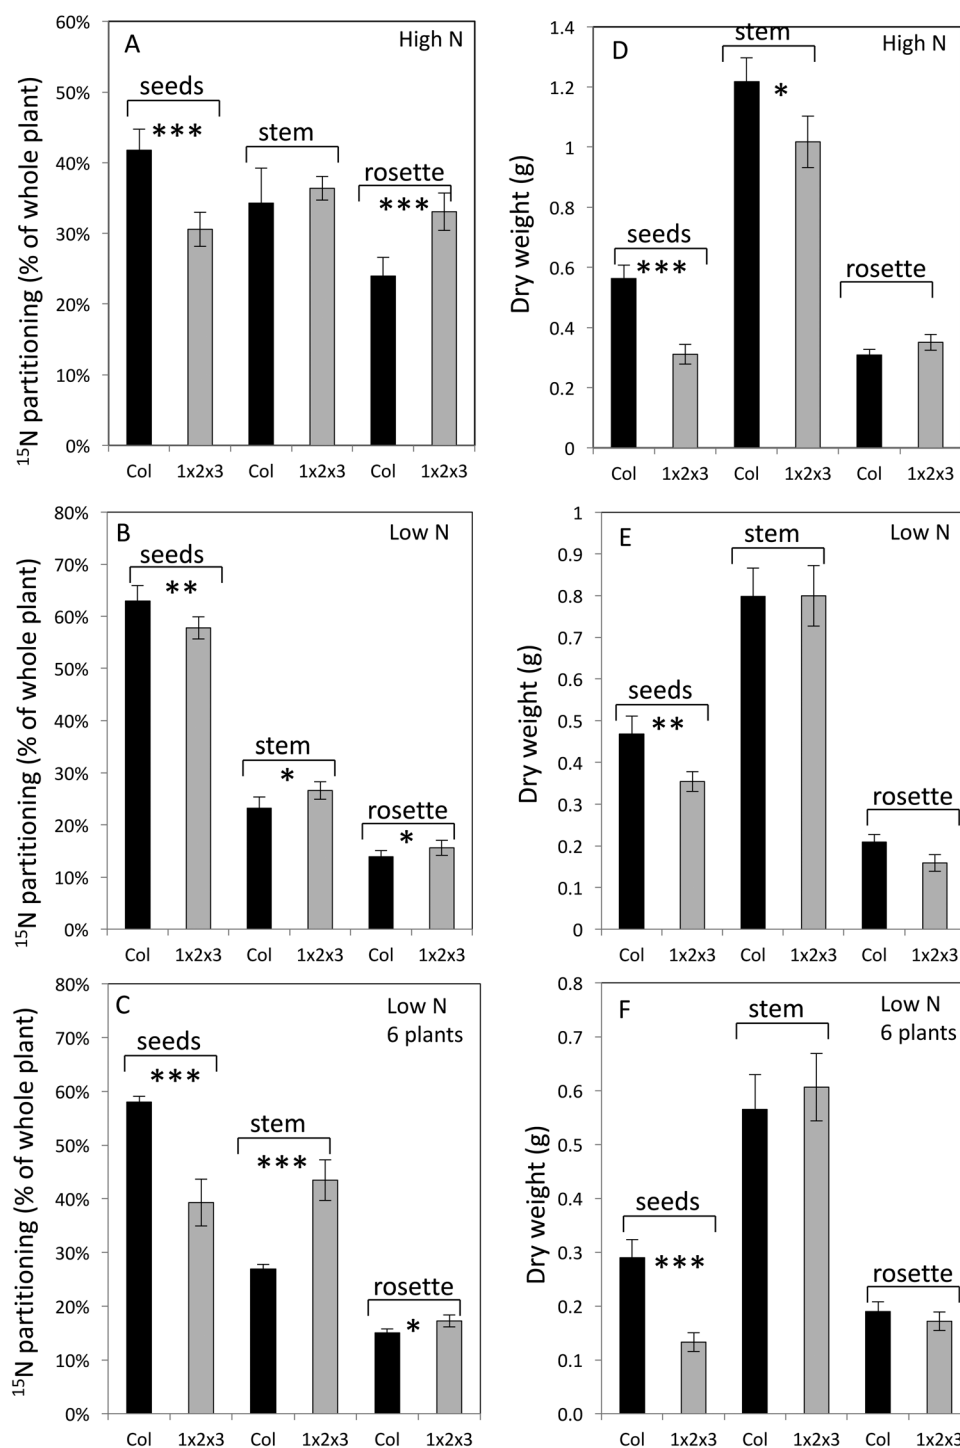 A
High N
60%
50%
40%
30%
20%
10%
0%
¹⁵N partitioning (% of whole plant)
seeds
***
stem
rosette
***
Col 1x2x3 Col 1x2x3 Col 1x2x3
D
High N
1.4
1.2
1
0.8
0.6
0.4
0.2
0
Dry weight (g)
seeds
***
stem
*
rosette
Col 1x2x3 Col 1x2x3 Col 1x2x3
B
Low N
80%
70%
60%
50%
40%
30%
20%
10%
0%
¹⁵N partitioning (% of whole plant)
seeds
**
stem
*
rosette
*
Col 1x2x3 Col 1x2x3 Col 1x2x3
E
Low N
1
0.9
0.8
0.7
0.6
0.5
0.4
0.3
0.2
0.1
0
Dry weight (g)
seeds
**
stem
rosette
Col 1x2x3 Col 1x2x3 Col 1x2x3
C
Low N
6 plants
80%
70%
60%
50%
40%
30%
20%
10%
0%
¹⁵N partitioning (% of whole plant)
seeds
***
stem
***
rosette
*
Col 1x2x3 Col 1x2x3 Col 1x2x3
F
Low N
6 plants
0.8
0.7
0.6
0.5
0.4
0.3
0.2
0.1
0.0
Dry weight (g)
seeds
***
stem
rosette
Col 1x2x3 Col 1x2x3 Col 1x2x3